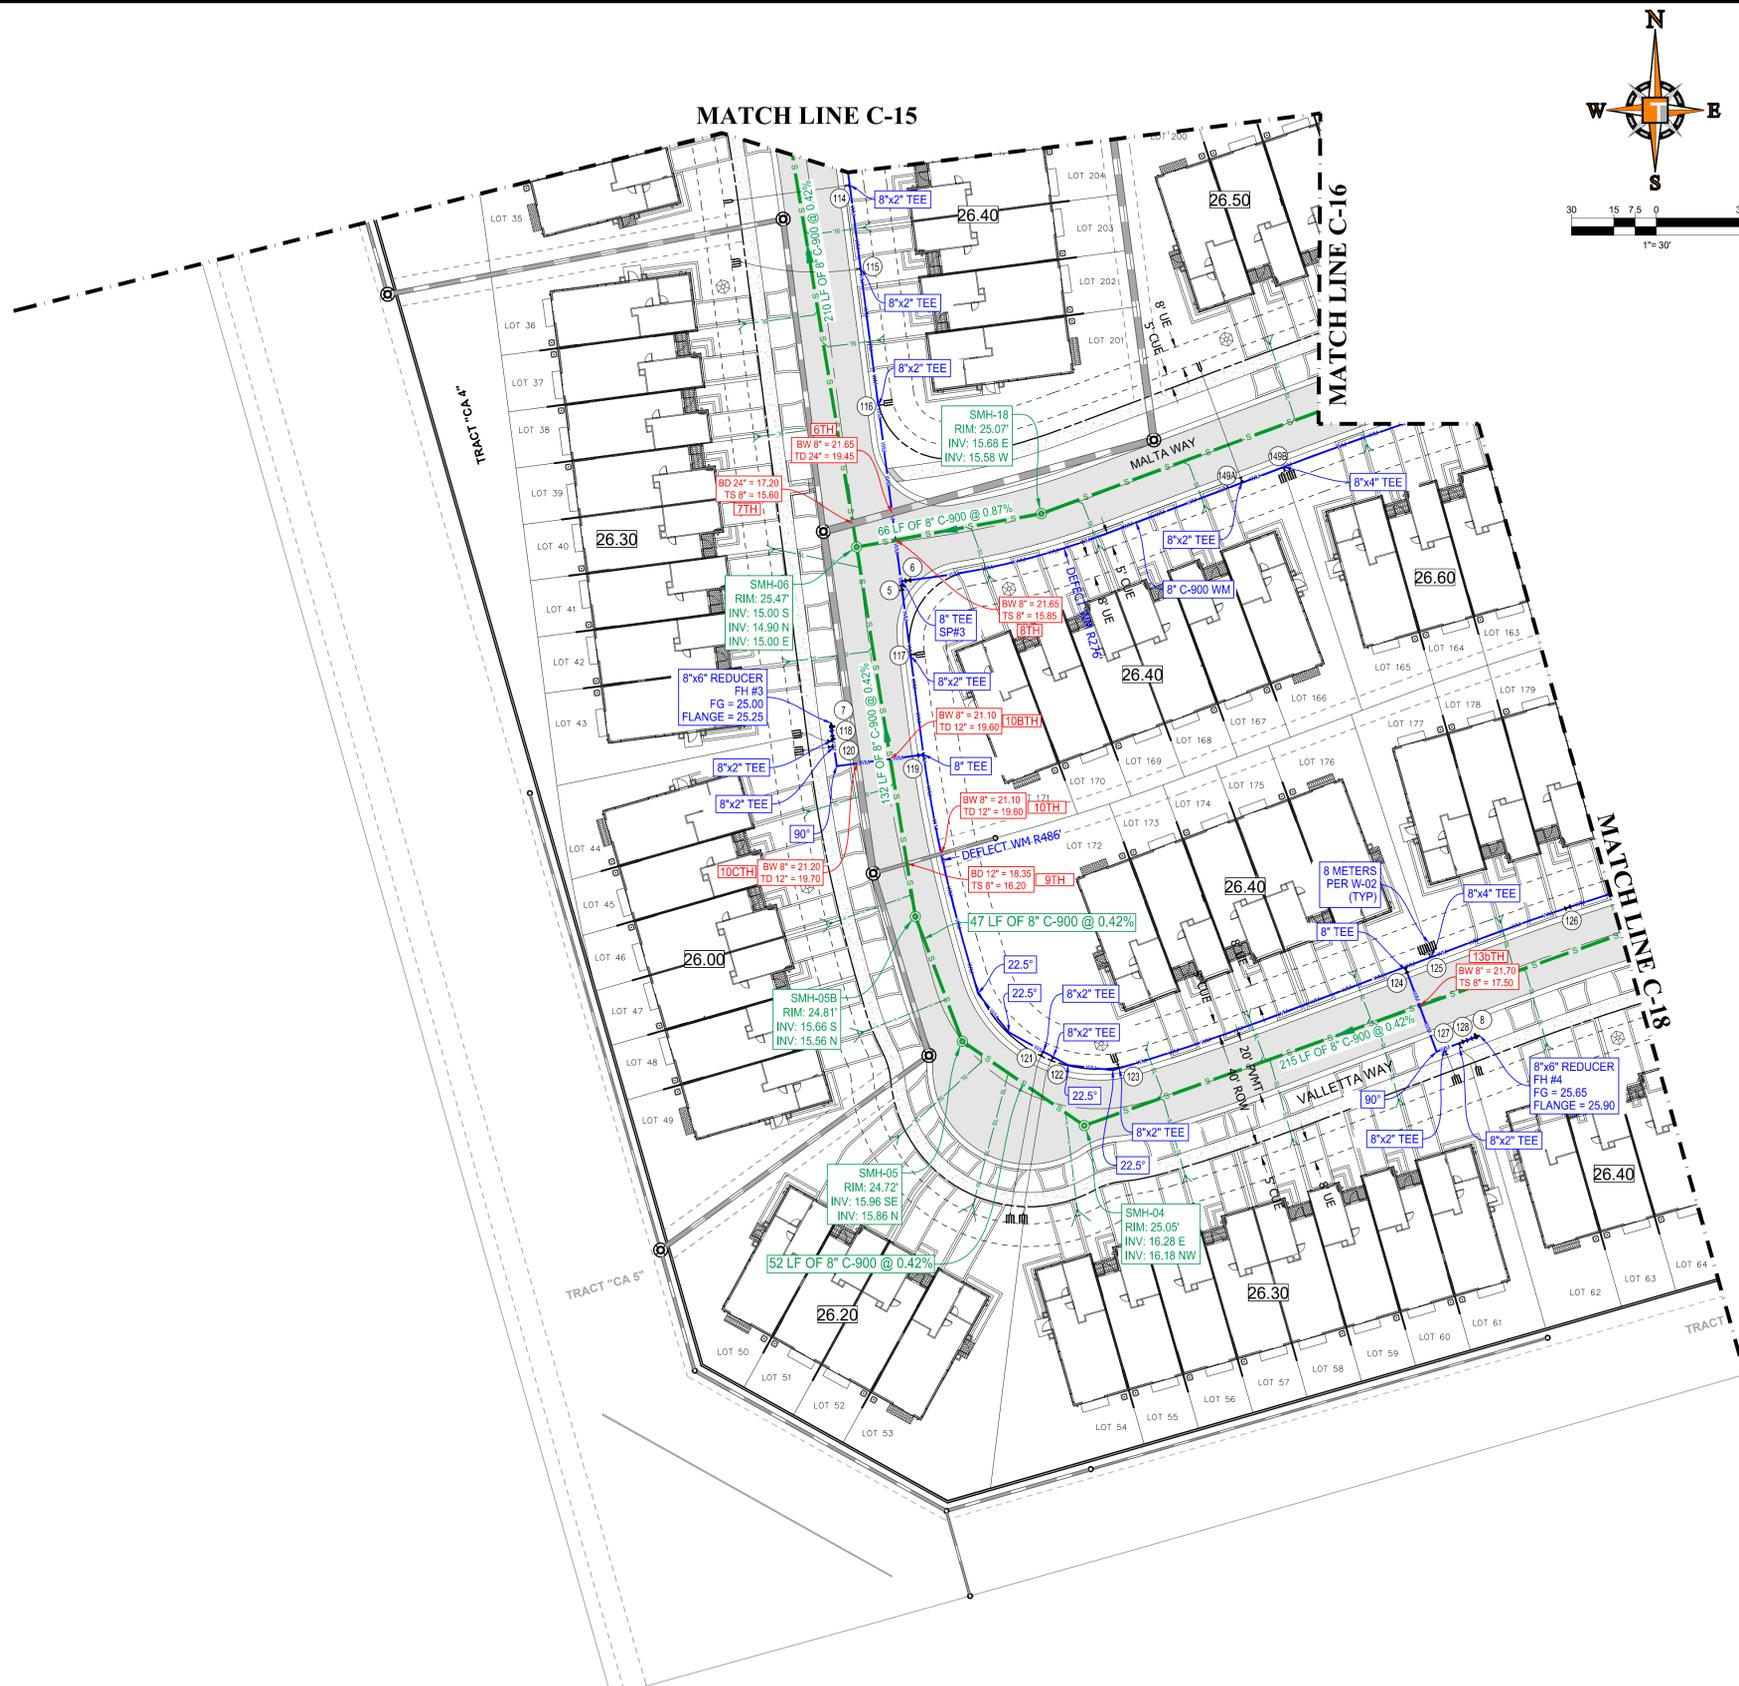 N
W
T
E
S
MATCH LINE C-15
MATCH LINE C-16
MATCH LINE C-18
30 15 7.5 0
1"= 30'
LOT 35
LOT 36
LOT 37
LOT 38
LOT 39
LOT 40
LOT 41
LOT 42
LOT 43
LOT 44
LOT 45
LOT 46
LOT 47
LOT 48
LOT 49
LOT 50
LOT 51
LOT 52
LOT 53
LOT 54
LOT 55
LOT 56
LOT 57
LOT 58
LOT 59
LOT 60
LOT 61
LOT 62
LOT 63
LOT 64
LOT 200
LOT 204
LOT 203
LOT 202
LOT 201
LOT 163
LOT 164
LOT 165
LOT 166
LOT 167
LOT 168
LOT 169
LOT 170
171
LOT 172
LOT 173
LOT 174
LOT 175
LOT 176
LOT 177
LOT 178
LOT 179
TRACT "CA 4"
TRACT "CA 5"
TRACT
26.40
26.50
26.30
26.60
26.40
26.40
26.00
26.20
26.30
26.40
MALTA WAY
VALLETTA WAY
8' UE
5' CUE
5' CUE
8' UE
8' UE
CUE
5' CUE
8' UE
20' PVMT
40' ROW
210 LF OF 8" C-900 @ 0.42%
66 LF OF 8" C-900 @ 0.87%
132 LF OF 8" C-900 @ 0.42%
47 LF OF 8" C-900 @ 0.42%
52 LF OF 8" C-900 @ 0.42%
215 LF OF 8" C-900 @ 0.42%
114
8"x2" TEE
115
8"x2" TEE
116
8"x2" TEE
6TH
BW 8" = 21.65
TD 24" = 19.45
BD 24" = 17.20
TS 8" = 15.60
7TH
SMH-18
RIM: 25.07'
INV: 15.68 E
INV: 15.58 W
149A
149B
8"x4" TEE
8"x2" TEE
8" C-900 WM
DEFLECT WM R276'
SMH-06
RIM: 25.47'
INV: 15.00 S
INV: 14.90 N
INV: 15.00 E
6
5
8" TEE
SP#3
BW 8" = 21.65
TS 8" = 15.85
8TH
117
8"x2" TEE
8"x6" REDUCER
FH #3
FG = 25.00
FLANGE = 25.25
7
118
120
8"x2" TEE
8"x2" TEE
90°
BW 8" = 21.10
TD 12" = 19.60
10BTH
119
8" TEE
BW 8" = 21.10
TD 12" = 19.60
10TH
DEFLECT WM R486'
10CTH
BW 8" = 21.20
TD 12" = 19.70
BD 12" = 18.35
TS 8" = 16.20
9TH
SMH-05B
RIM: 24.81'
INV: 15.66 S
INV: 15.56 N
22.5°
22.5°
8"x2" TEE
8"x2" TEE
121
122
123
22.5°
8"x2" TEE
22.5°
SMH-05
RIM: 24.72'
INV: 15.96 SE
INV: 15.86 N
SMH-04
RIM: 25.05'
INV: 16.28 E
INV: 16.18 NW
8 METERS
PER W-02
(TYP)
8"x4" TEE
8" TEE
124
125
126
13bTH
BW 8" = 21.70
TS 8" = 17.50
127
128
8
8"x6" REDUCER
FH #4
FG = 25.65
FLANGE = 25.90
90°
8"x2" TEE
8"x2" TEE